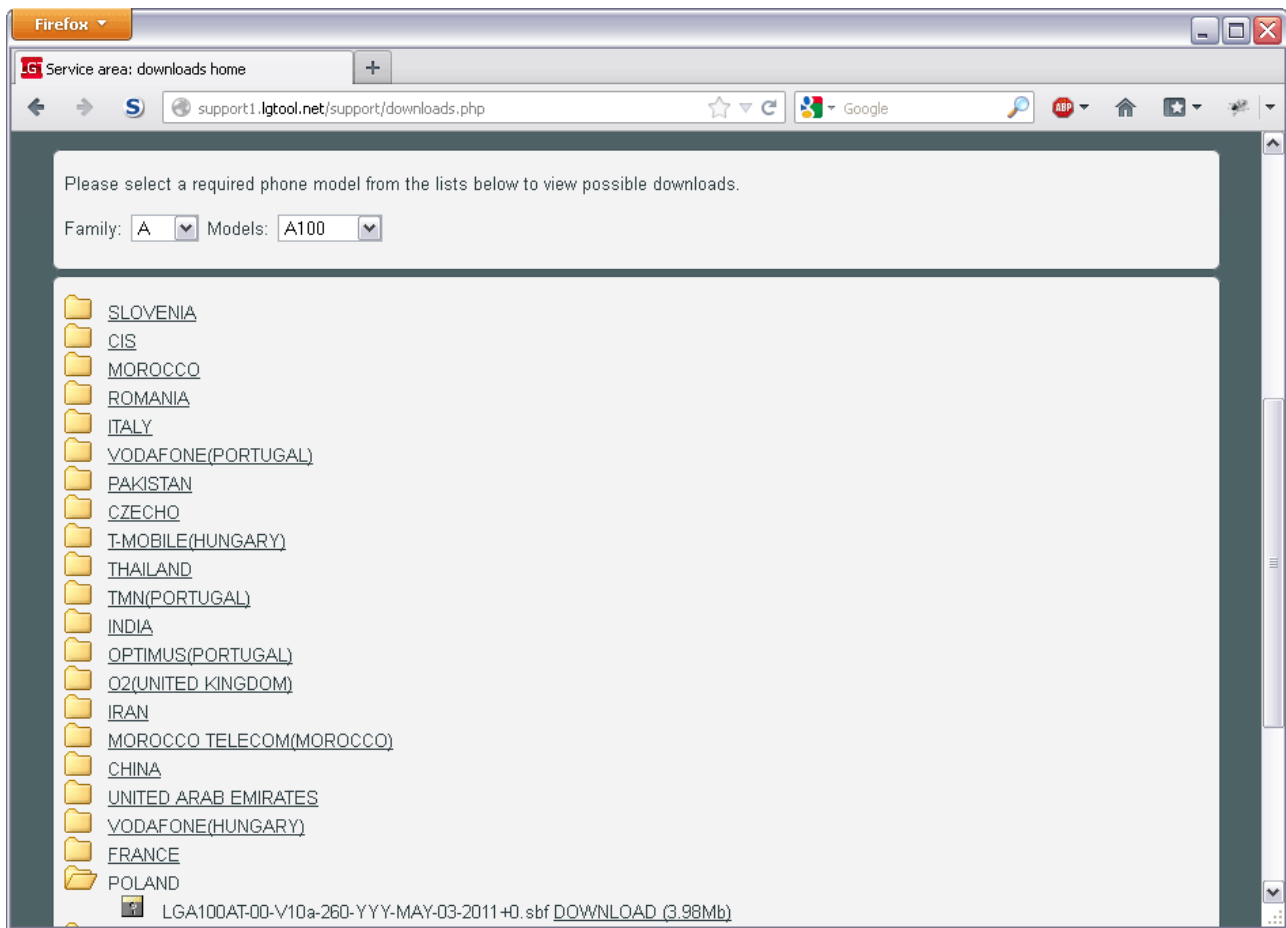 Firefox
LGT Service area: downloads home
S support1.lgtool.net/support/downloads.php Google ABP
Please select a required phone model from the lists below to view possible downloads.
Family: A Models: A100
SLOVENIA
CIS
MOROCCO
ROMANIA
ITALY
VODAFONE(PORTUGAL)
PAKISTAN
CZECHO
T-MOBILE(HUNGARY)
THAILAND
TMN(PORTUGAL)
INDIA
OPTIMUS(PORTUGAL)
O2(UNITED KINGDOM)
IRAN
MOROCCO TELECOM(MOROCCO)
CHINA
UNITED ARAB EMIRATES
VODAFONE(HUNGARY)
FRANCE
POLAND
LGA100AT-00-V10a-260-YYY-MAY-03-2011+0.sbf DOWNLOAD (3.98Mb)